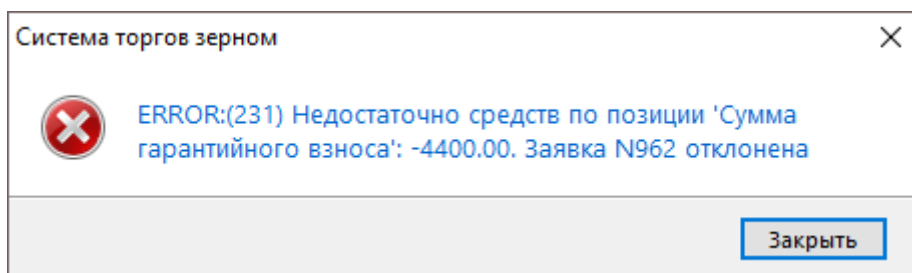 Система торгов зерном
ERROR:(231) Недостаточно средств по позиции 'Сумма
гарантийного взноса': -4400.00. Заявка N962 отклонена
Закрыть